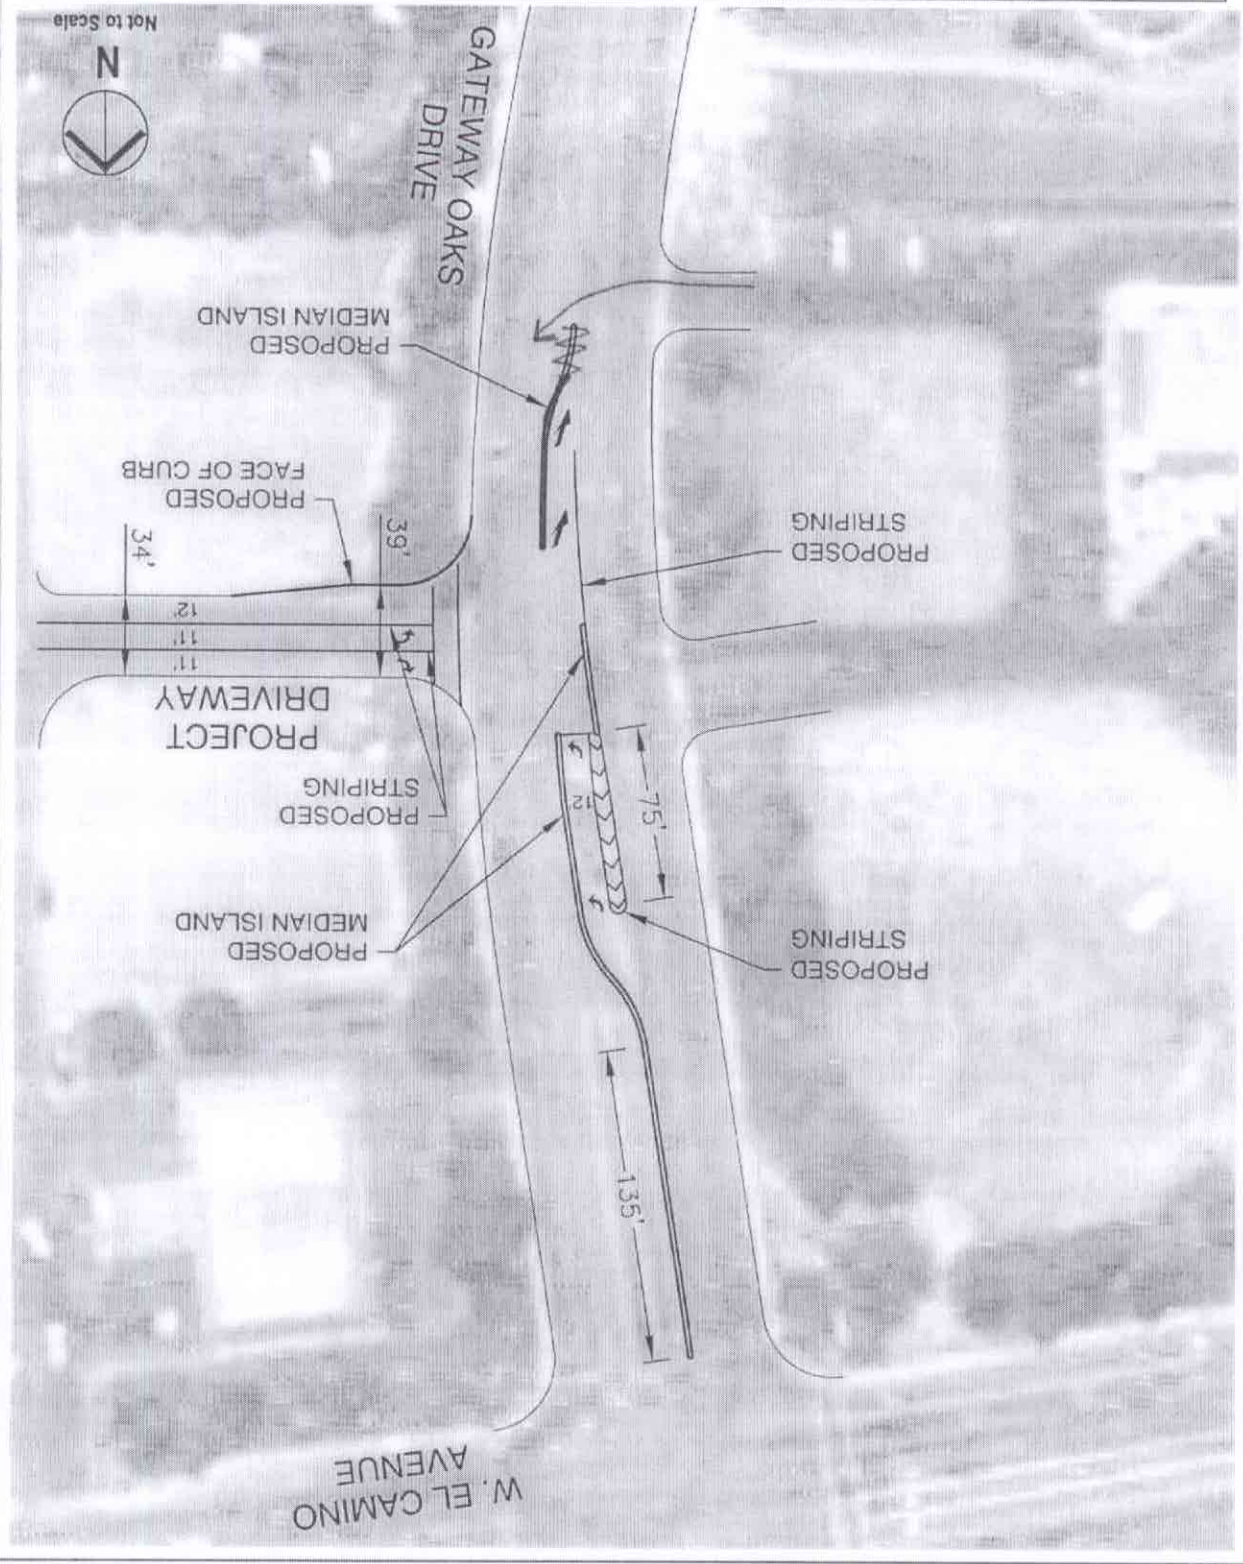 W. EL CAMINO
AVENUE
135'
PROPOSED
STRIPING
PROPOSED
MEDIAN ISLAND
75'
12'
PROPOSED
STRIPING
PROJECT
DRIVEWAY
11'
11'
12'
39'
34'
PROPOSED
STRIPING
PROPOSED
FACE OF CURB
PROPOSED
MEDIAN ISLAND
GATEWAY OAKS
DRIVE
N
Not to Scale